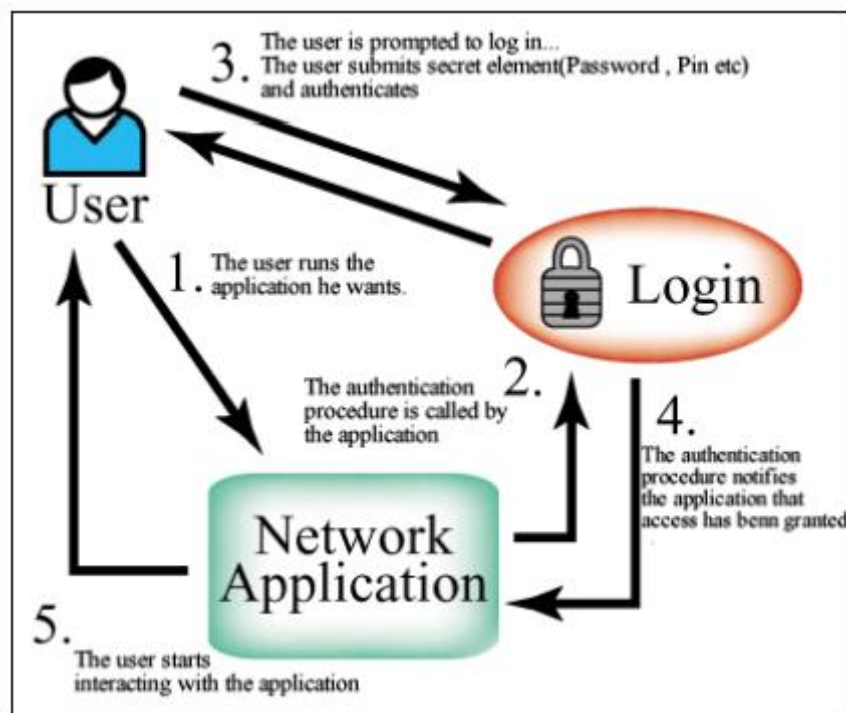 3. The user is prompted to log in...
The user submits secret element(Password , Pin etc)
and authenticates
User
1. The user runs the
application he wants.
Login
The authentication 2.
procedure is called by
the application
4.
The authentication
procedure notifies
the application that
access has benn granted
.
Network
Application
5.
The user starts
interacting with the application